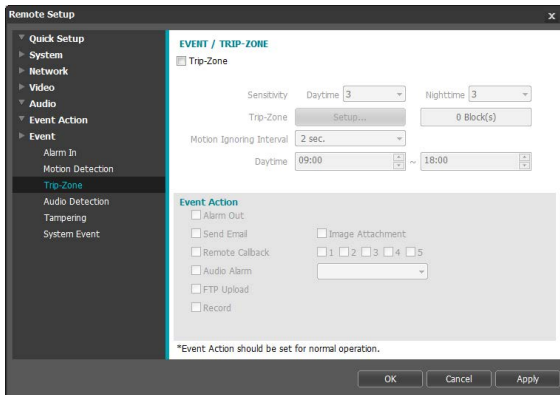 Remote Setup
x
Quick Setup
System
Network
Video
Audio
Event Action
Event
Alarm In
Motion Detection
Trip-Zone
Audio Detection
Tampering
System Event
EVENT / TRIP-ZONE
Trip-Zone
Sensitivity Daytime 3 Nighttime 3
Trip-Zone Setup... 0 Block(s)
Motion Ignoring Interval 2 sec.
Daytime 09:00 ~ 18:00
Event Action
Alarm Out
Send Email Image Attachment
Remote Callback 1 2 3 4 5
Audio Alarm
FTP Upload
Record
*Event Action should be set for normal operation.
OK Cancel Apply